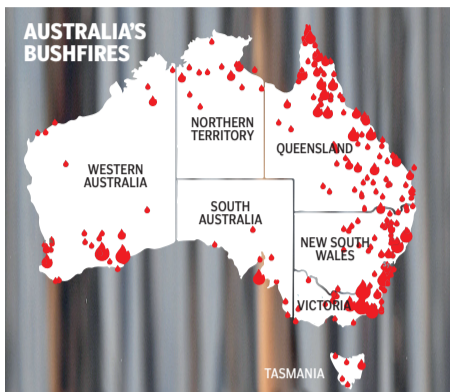 AUSTRALIA'S
BUSHFIRES
NORTHERN
TERRITORY
QUEENSLAND
WESTERN
AUSTRALIA
SOUTH
AUSTRALIA
NEW SOUTH
WALES
VICTORIA
TASMANIA